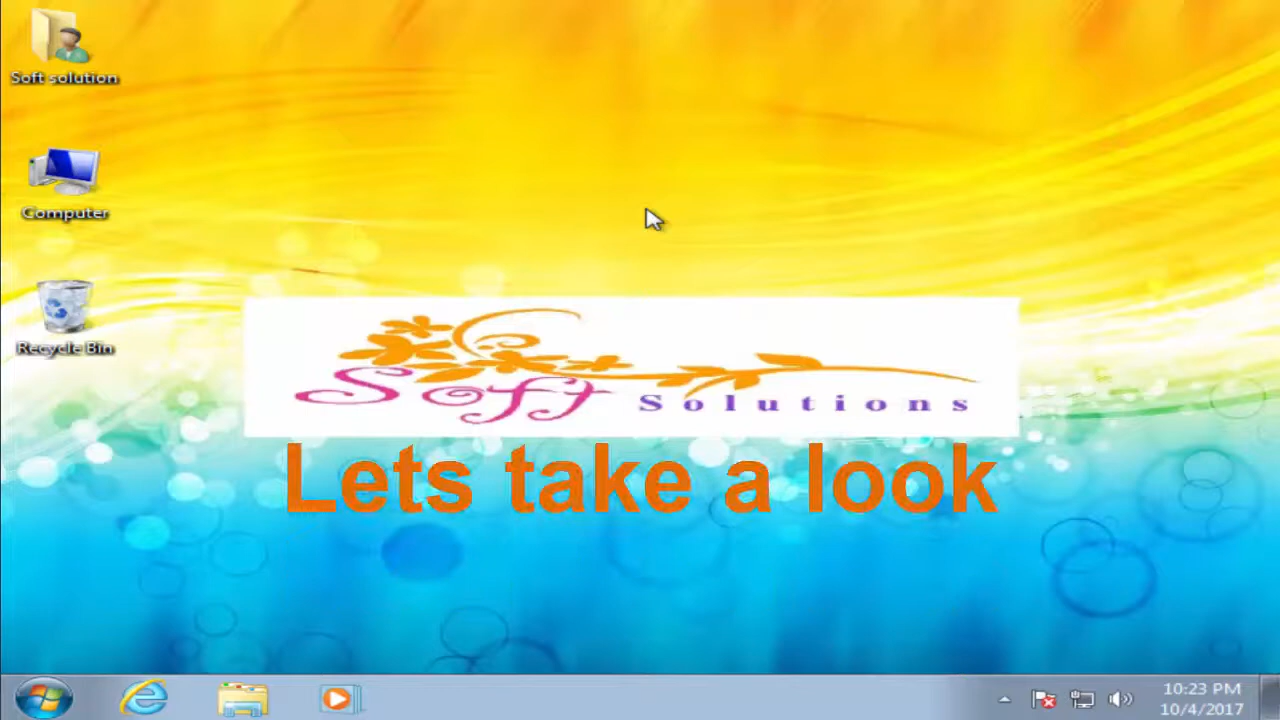 Soft solution
Computer
Recycle Bin
Soft Solutions
Lets take a look
10:23 PM
10/4/2017